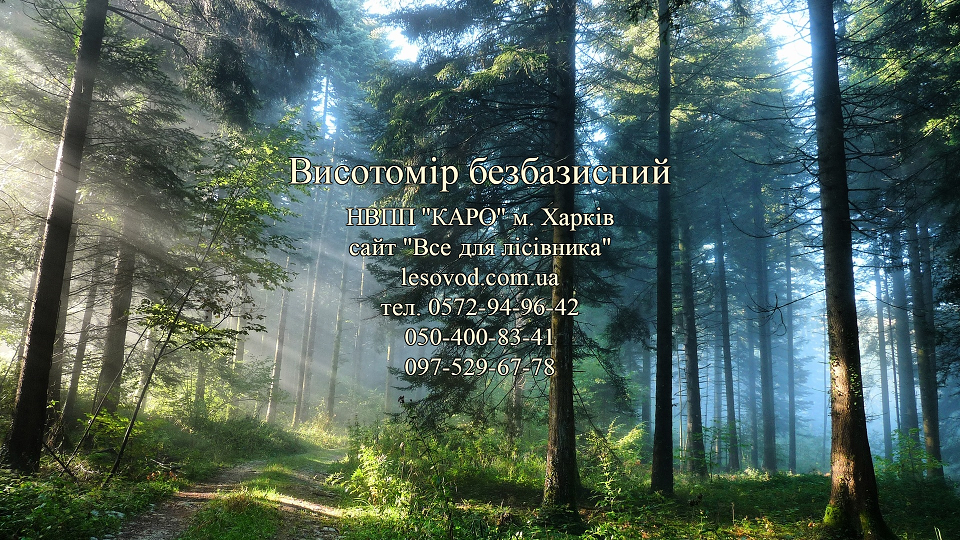 Висотомір безбазисний
НВПП "КАРО" м. Харків
сайт "Все для лісівника"
lesovod.com.ua
тел. 0572-94-96-42
050-400-83-41
097-529-67-78